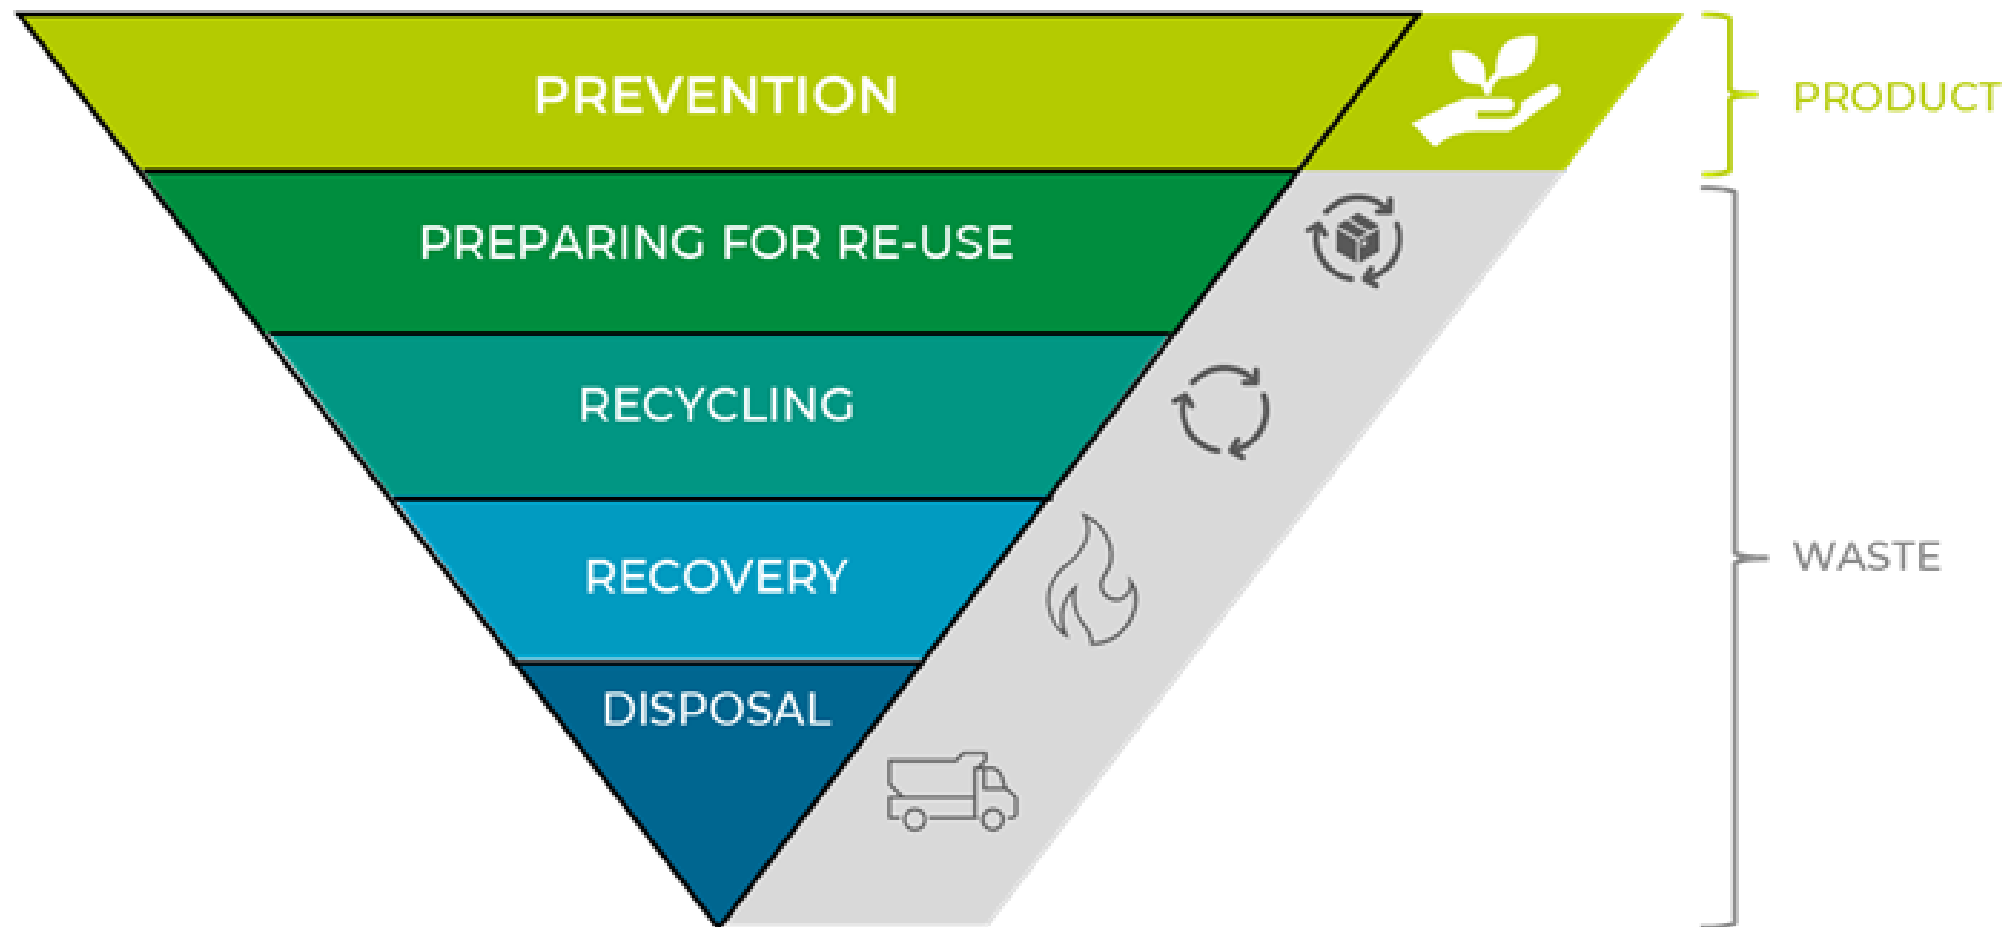 PREVENTION
PRODUCT
PREPARING FOR RE-USE
RECYCLING
RECOVERY
WASTE
DISPOSAL